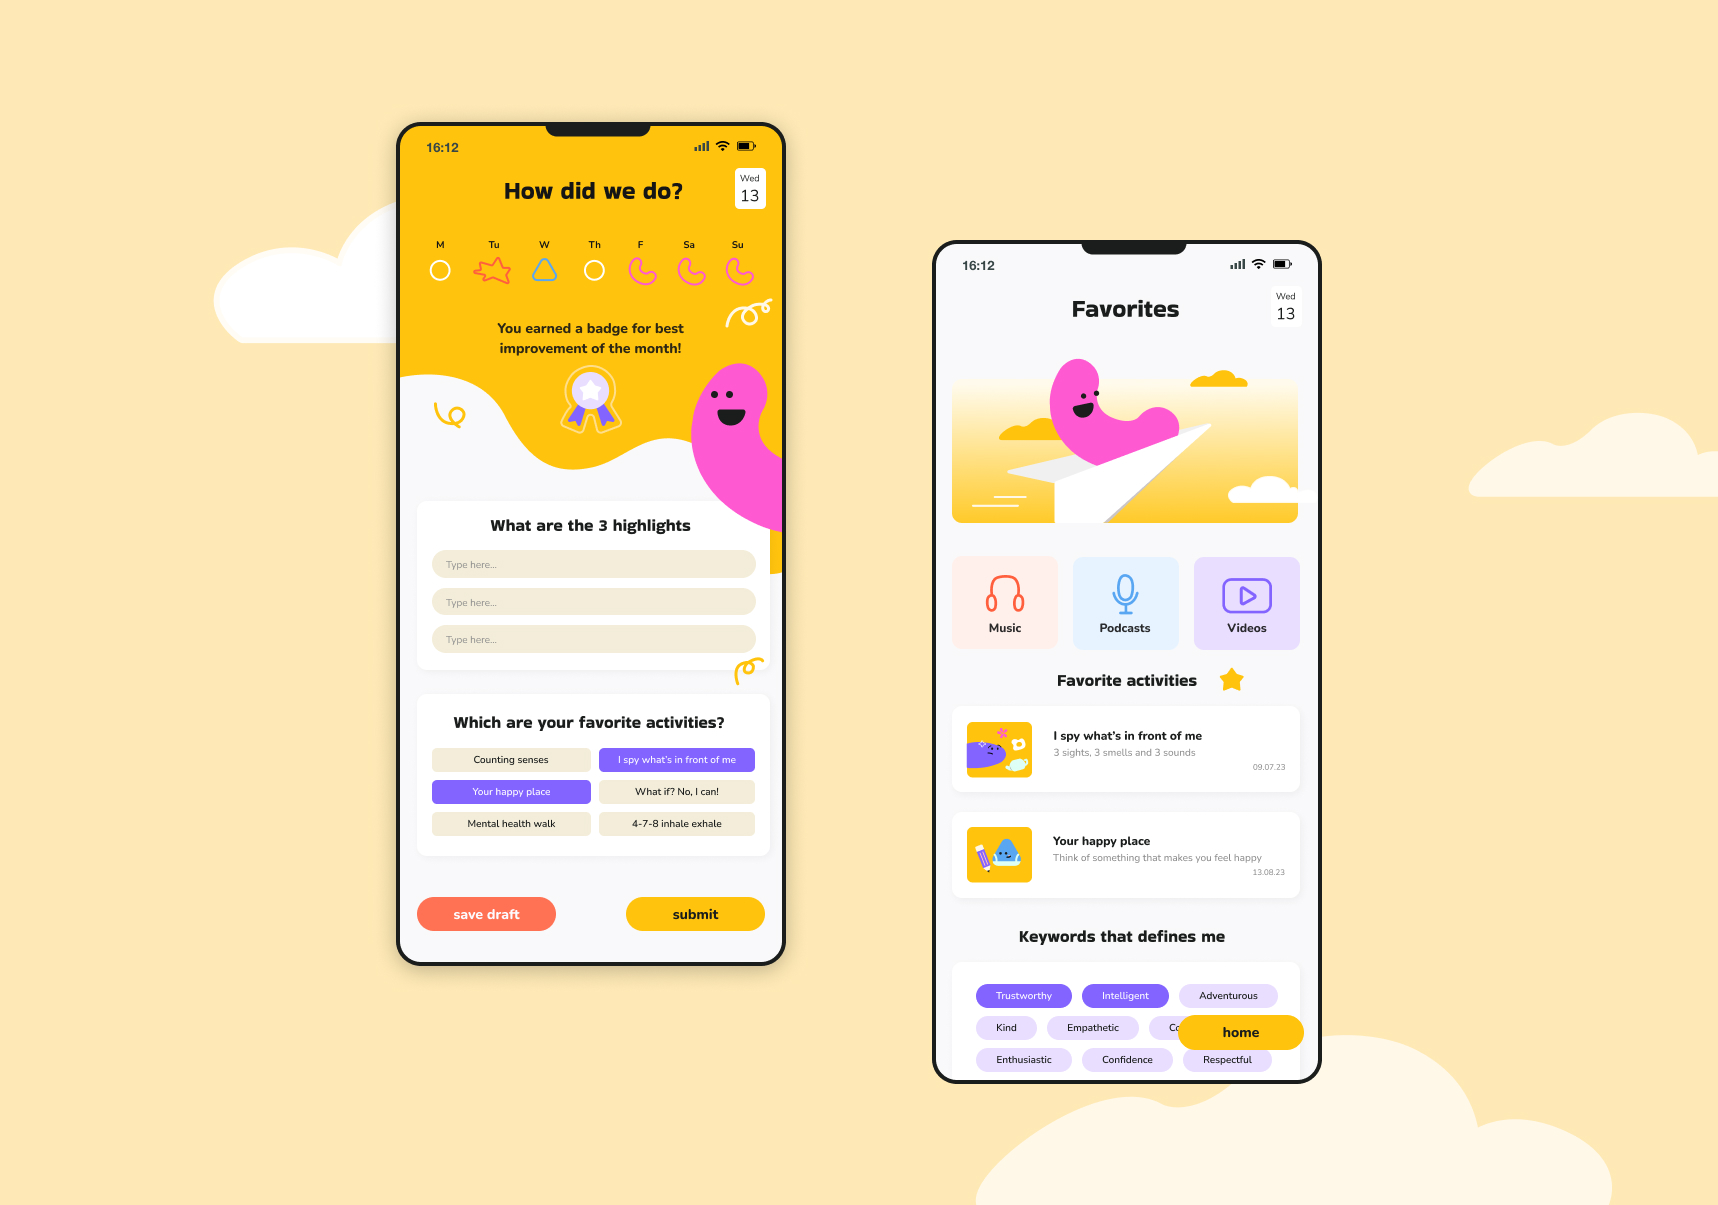 16:12
How did we do?
Wed
13
M Tu W Th F Sa Su
You earned a badge for best
improvement of the month!
What are the 3 highlights
Type here...
Type here...
Type here...
Which are your favorite activities?
Counting senses
I spy what's in front of me
Your happy place
What if? No, I can!
Mental health walk
4-7-8 inhale exhale
save draft
submit
16:12
Favorites
Wed
13
Music
Podcasts
Videos
Favorite activities
I spy what's in front of me
3 sights, 3 smells and 3 sounds
09.07.23
Your happy place
Think of something that makes you feel happy
13.08.23
Keywords that defines me
Trustworthy
Intelligent
Adventurous
Kind
Empathetic
home
Enthusiastic
Confidence
Respectful